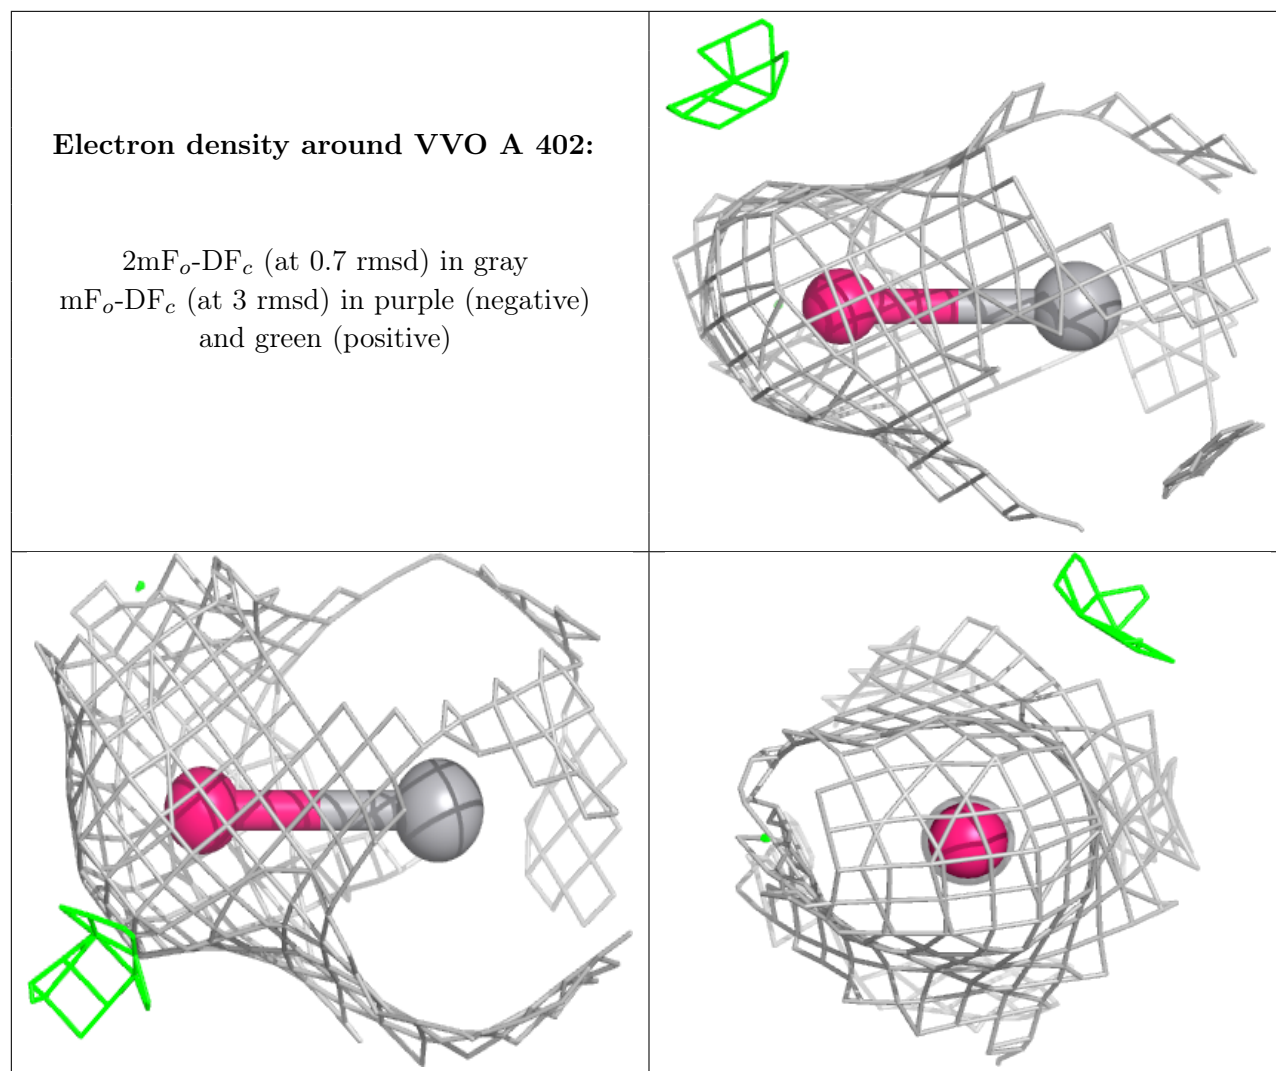 Electron density around VVO A 402:
2mFo-DFc (at 0.7 rmsd) in gray
mFo-DFc (at 3 rmsd) in purple (negative)
and green (positive)